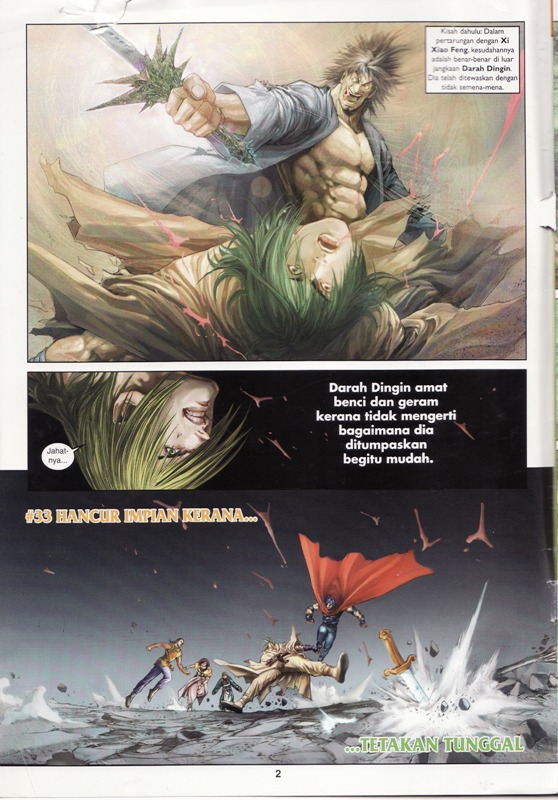 Kisah dahulu: Dalam
pertarungan dengan Xi
Xiao Feng, kesudahannya
adalah benar-benar di luar
jangkaan Darah Dingin.
Dia telah ditewaskan dengan
tidak semena-mena.
Darah Dingin amat
benci dan geram
kerana tidak mengerti
bagaimana dia
ditumpaskan
begitu mudah.
Jahat-
nya...
#33 HANCUR IMPIAN KERANA...
...TETAKAN TUNGGAL
2